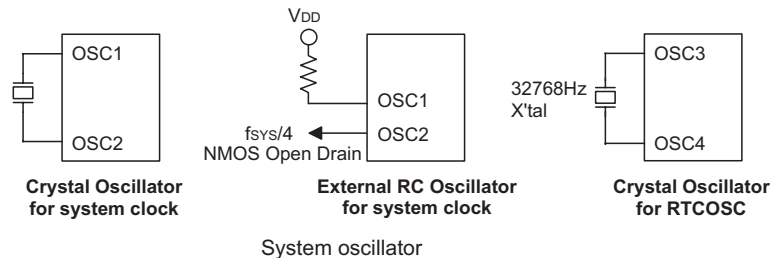 OSC1
OSC2
Crystal Oscillator
for system clock
VDD
OSC1
fSYS/4
OSC2
NMOS Open Drain
External RC Oscillator
for system clock
OSC3
32768Hz
X'tal
OSC4
Crystal Oscillator
for RTCOSC
System oscillator